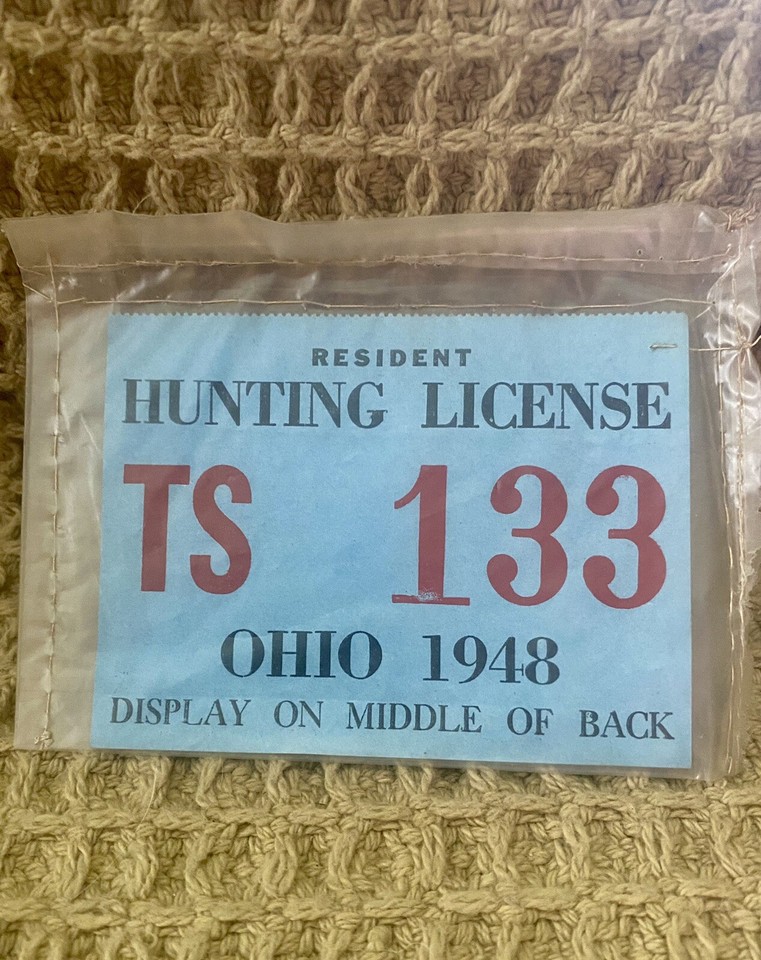 RESIDENT
HUNTING LICENSE
TS 133
OHIO 1948
DISPLAY ON MIDDLE OF BACK